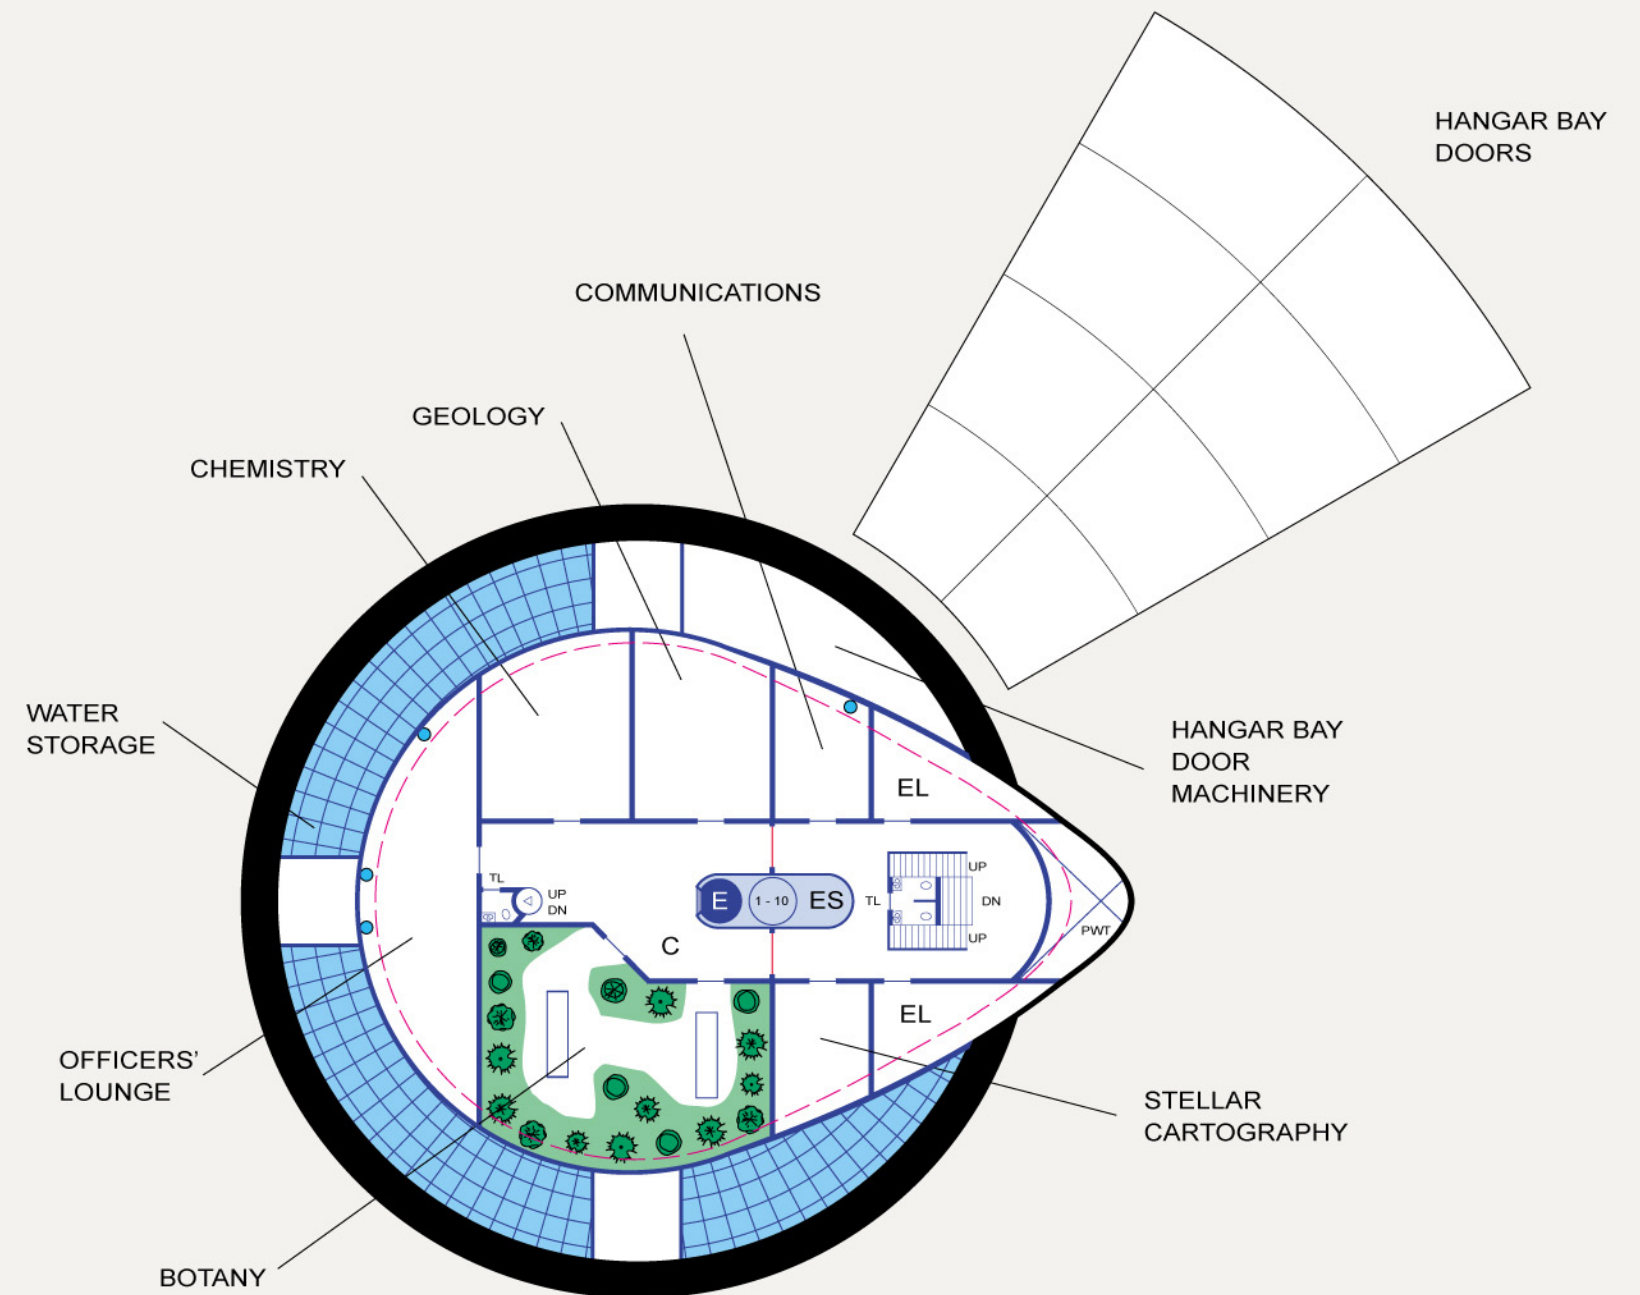 HANGAR BAY
DOORS
COMMUNICATIONS
GEOLOGY
CHEMISTRY
WATER
STORAGE
HANGAR BAY
DOOR
MACHINERY
EL
TL
UP
DN
E
1 - 10
ES
TL
UP
DN
UP
PWT
C
EL
OFFICERS'
LOUNGE
STELLAR
CARTOGRAPHY
BOTANY